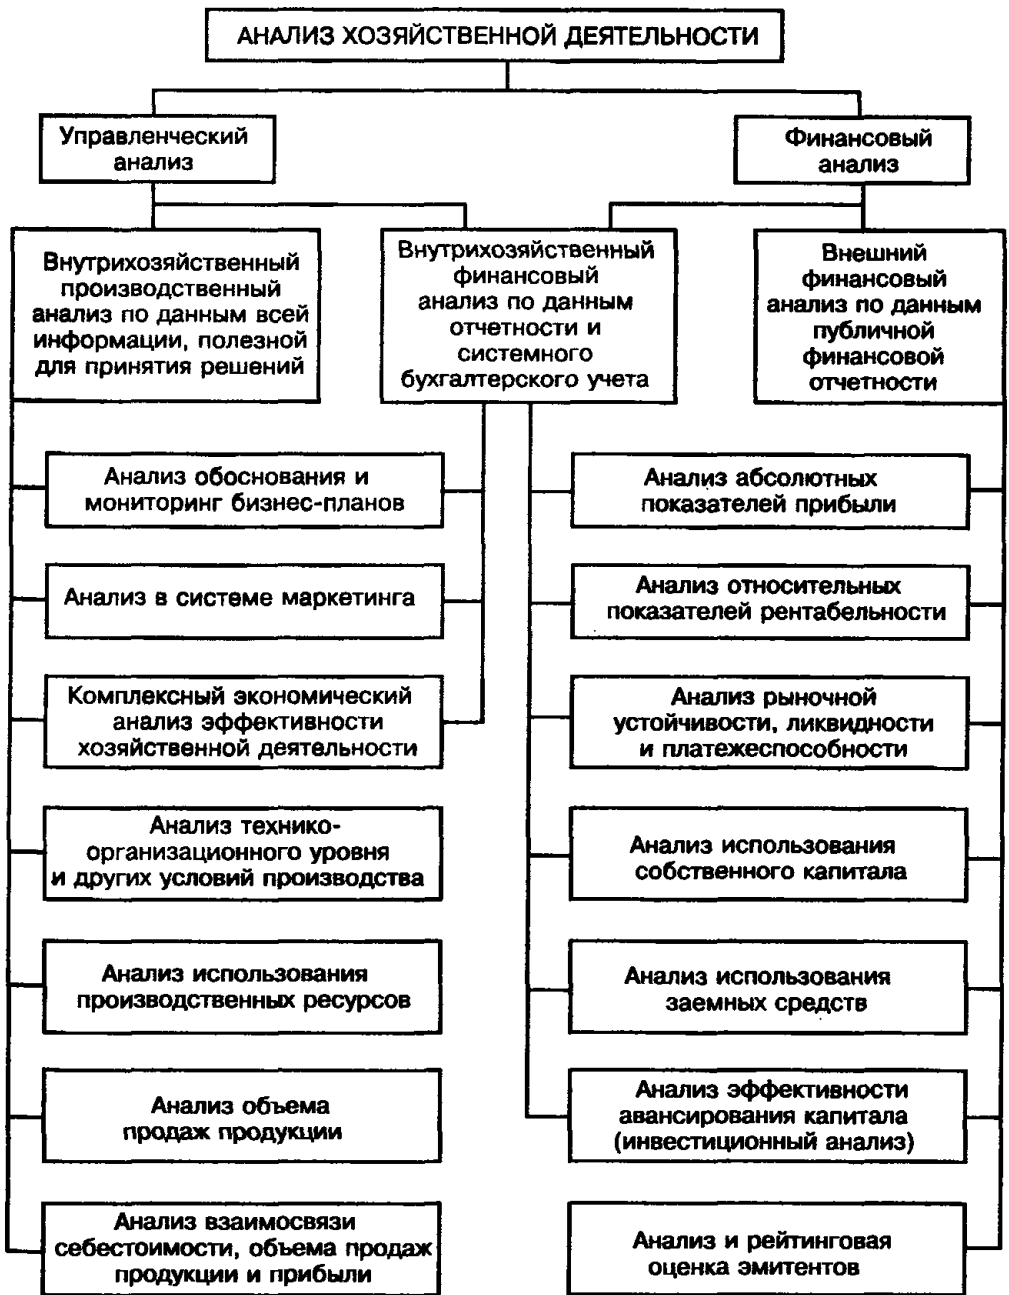 АНАЛИЗ ХОЗЯЙСТВЕННОЙ ДЕЯТЕЛЬНОСТИ
Управленческий
анализ
Финансовый
анализ
Внутрихозяйственный
производственный
анализ по данным всей
информации, полезной
для принятия решений
Внутрихозяйственный
финансовый
анализ по данным
отчетности и
системного
бухгалтерского учета
Внешний
финансовый
анализ по данным
публичной
финансовой
отчетности
Анализ обоснования и
мониторинг бизнес-планов
Анализ абсолютных
показателей прибыли
Анализ в системе маркетинга
Анализ относительных
показателей рентабельности
Комплексный экономический
анализ эффективности
хозяйственной деятельности
Анализ рыночной
устойчивости, ликвидности
и платежеспособности
Анализ технико-
организационного уровня
и других условий производства
Анализ использования
собственного капитала
Анализ использования
производственных ресурсов
Анализ использования
заемных средств
Анализ объема
продаж продукции
Анализ эффективности
авансирования капитала
(инвестиционный анализ)
Анализ взаимосвязи
себестоимости, объема продаж
продукции и прибыли
Анализ и рейтинговая
оценка эмитентов